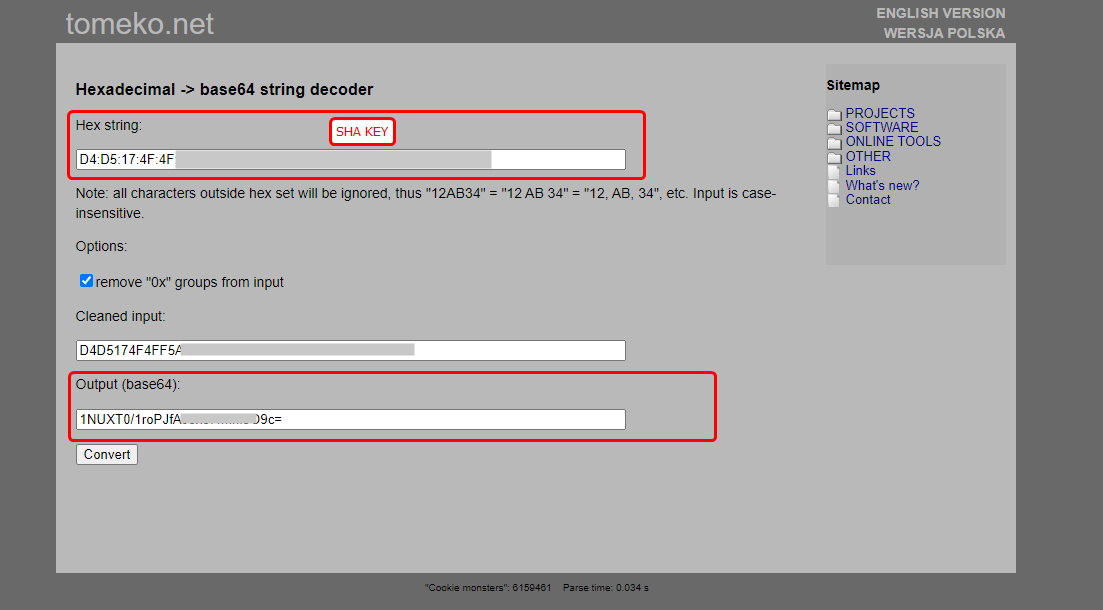 tomeko.net
ENGLISH VERSION
WERSJA POLSKA
Hexadecimal -> base64 string decoder
Hex string:
SHA KEY
D4:D5:17:4F:4F
Note: all characters outside hex set will be ignored, thus "12AB34" = "12 AB 34" = "12, AB, 34", etc. Input is case-
insensitive.
Options:
remove "0x" groups from input
Cleaned input:
D4D5174F4FF5A
Output (base64):
1NUXT0/1roPJfA 9c=
Convert
Sitemap
PROJECTS
SOFTWARE
ONLINE TOOLS
OTHER
Links
What's new?
Contact
"Cookie monsters": 6159461 Parse time: 0.034 s